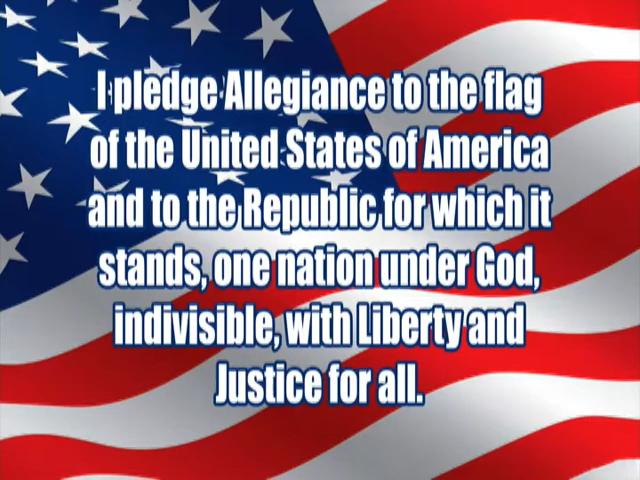 I pledge Allegiance to the flag
of the United States of America
and to the Republic for which it
stands, one nation under God,
indivisible, with Liberty and
Justice for all.